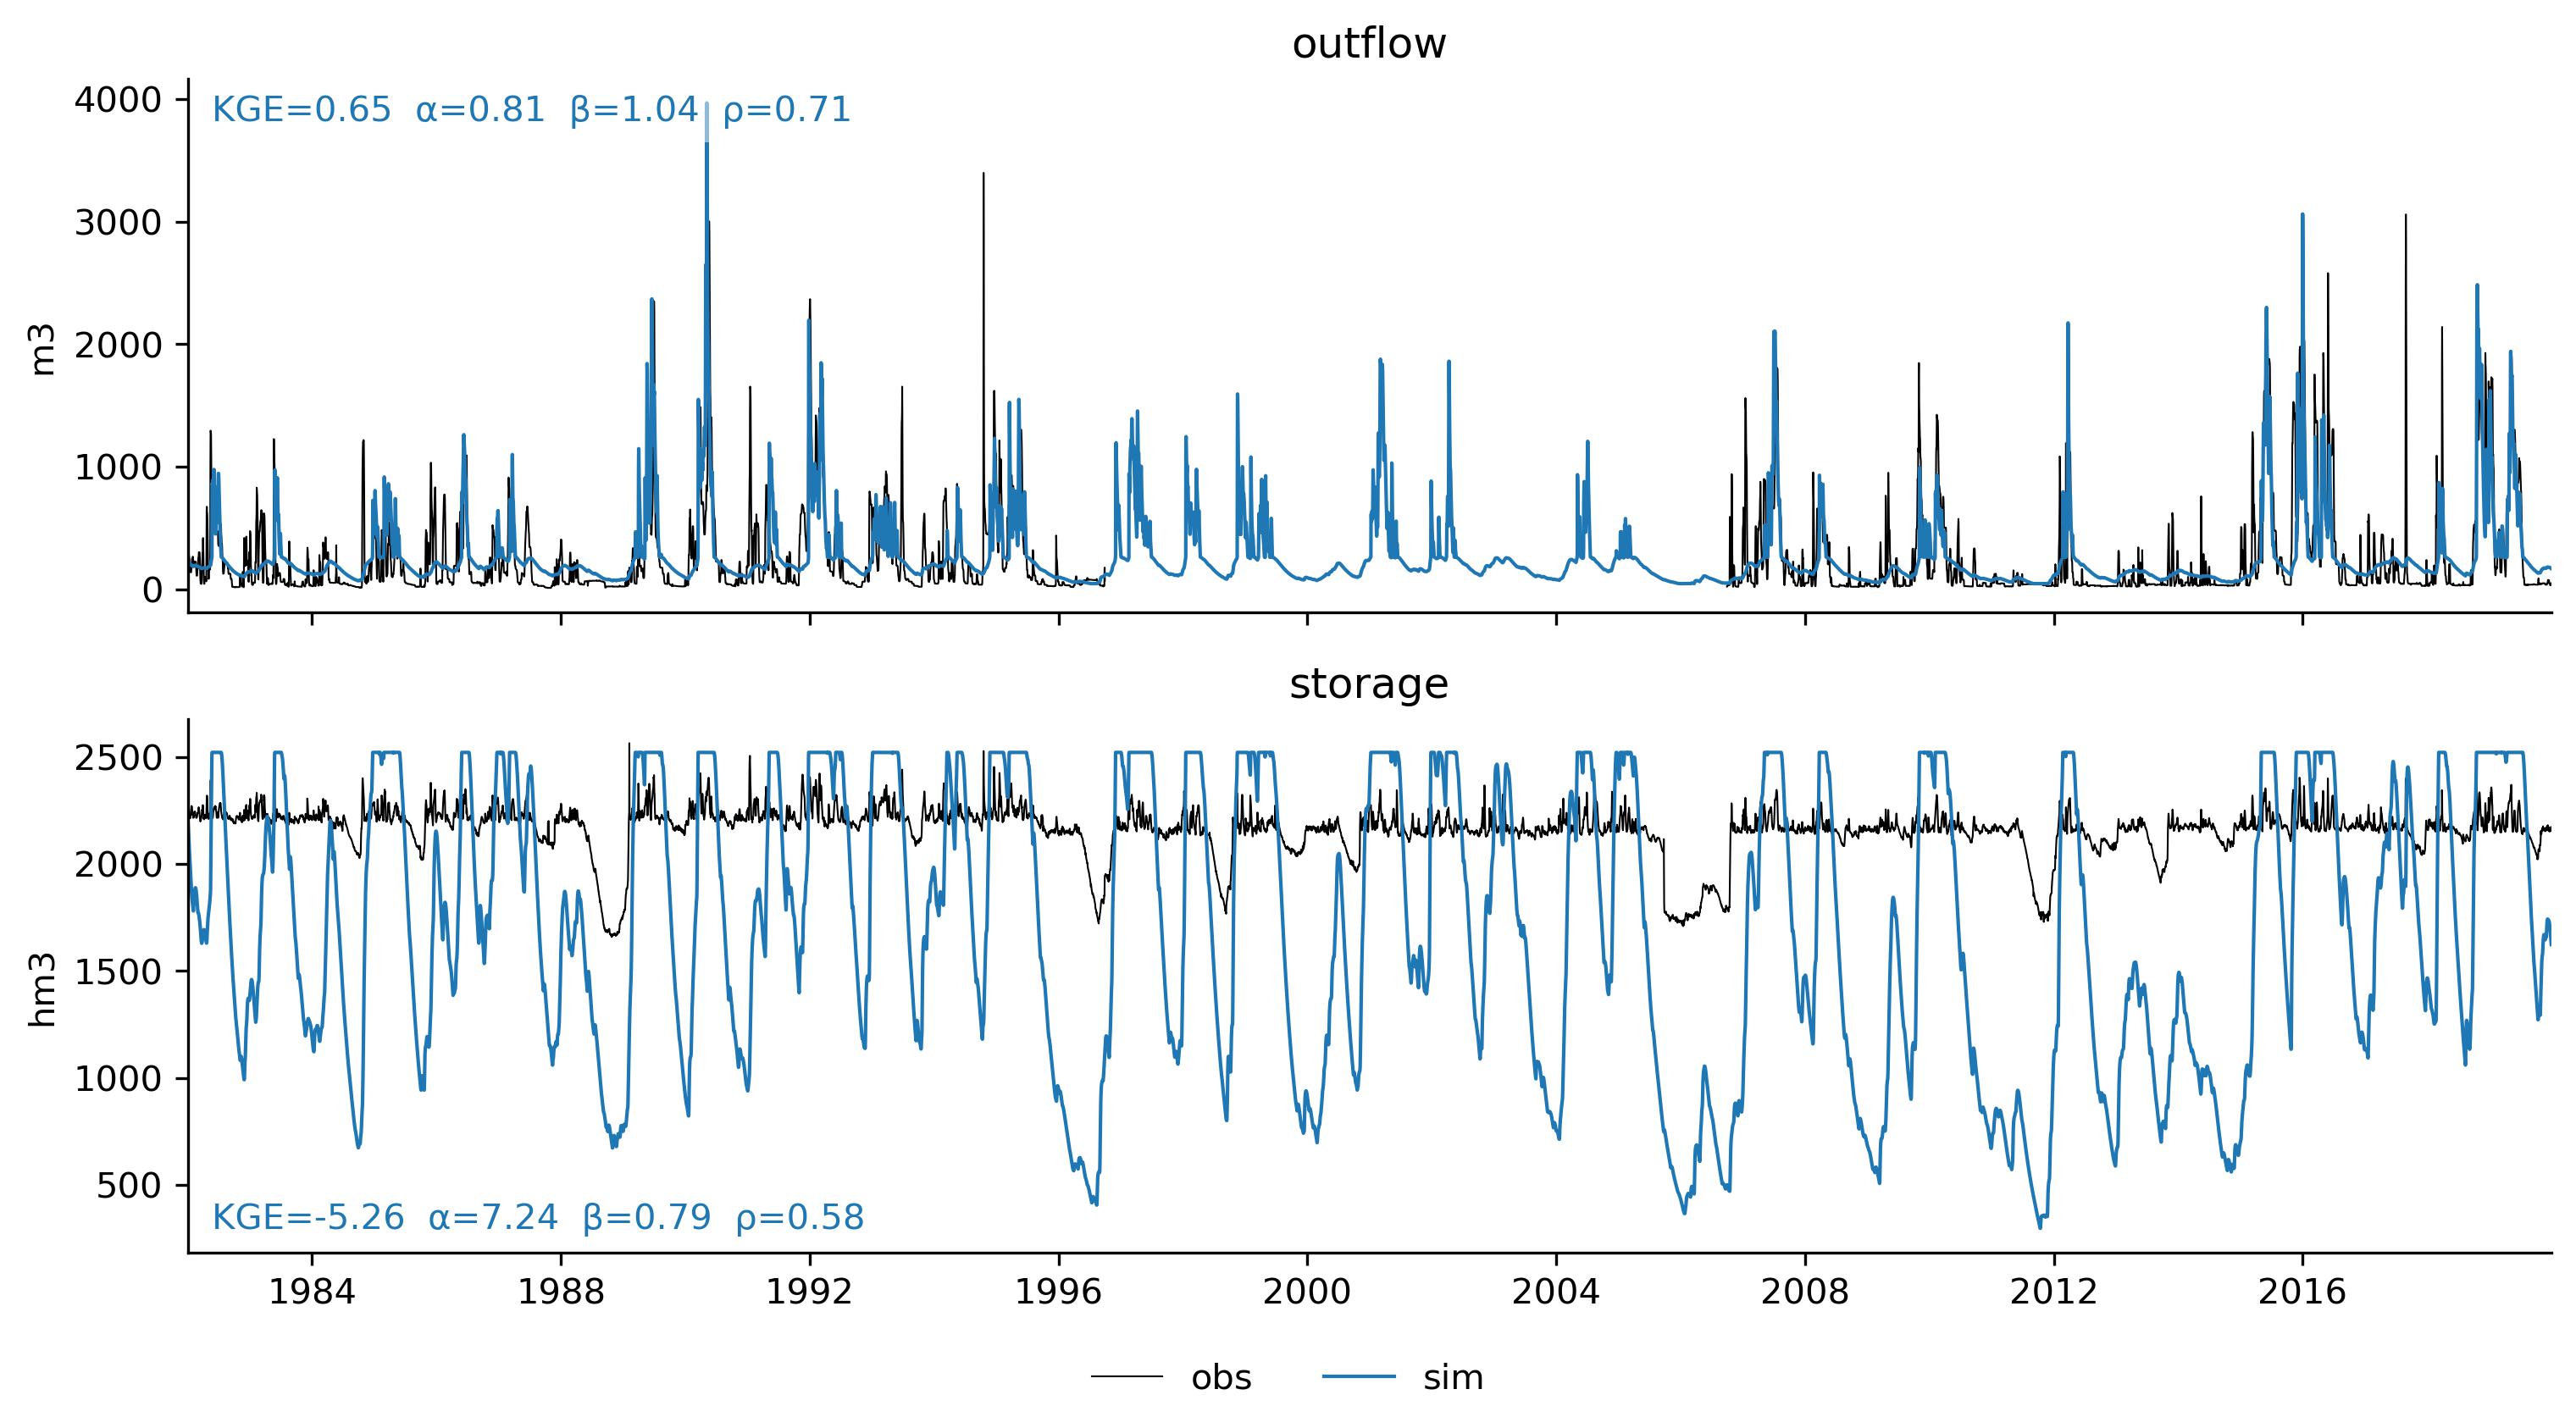 outflow
4000
KGE=0.65 α=0.81 β=1.04 ρ=0.71
3000
m3
2000
1000
0
storage
2500
2000
hm3
1500
1000
500
KGE=-5.26 α=7.24 β=0.79 ρ=0.58
1984 1988 1992 1996 2000 2004 2008 2012 2016
obs sim